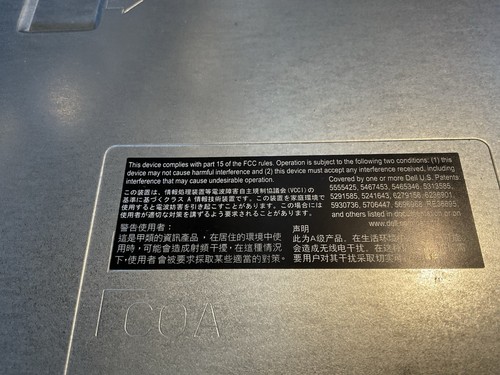 This device complies with part 15 of the FCC rules. Operation is subject to the following two conditions: (1) this
device may not cause harmful interference and (2) this device must accept any interference received, including
interference that may cause undesirable operation.
この装置は、情報処理装置等電波障害自主規制協議会(VCCI)の
基準に基づくクラス A 情報技術装置です。この装置を家庭環境で
使用すると電波妨害を引き起こすことがあります。この場合には
使用者が適切な対策を講ずるよう要求されることがあります。
Covered by one or more Dell U.S. Patents
5555425, 5467453, 5465346,
5291585, 5241643,
5930736, 5706447,
and others listed in
www.dell
警告使用者:
這是甲類的資訊產品,在居住的環境中使
用時,可能會造成射頻干擾,在這種情況
下,使用者會被要求採取某些適當的對策。
声明
此为A级产品,在生活环境
会造成无线电干扰。在这
要用户对其干扰采取切实
COA